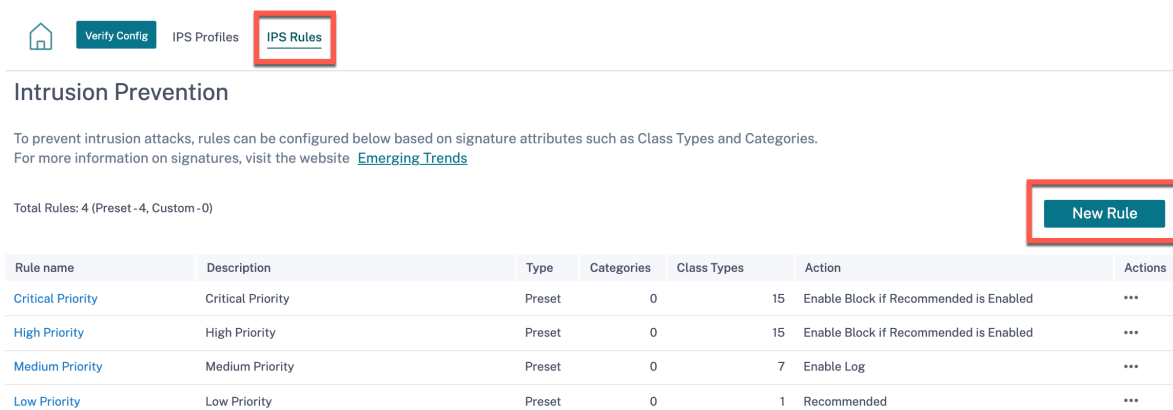 Verify Config IPS Profiles IPS Rules
Intrusion Prevention
To prevent intrusion attacks, rules can be configured below based on signature attributes such as Class Types and Categories.
For more information on signatures, visit the website Emerging Trends
Total Rules: 4 (Preset - 4, Custom - 0)
New Rule
Rule name Description Type Categories Class Types Action Actions
Critical Priority Critical Priority Preset 0 15 Enable Block if Recommended is Enabled •••
High Priority High Priority Preset 0 15 Enable Block if Recommended is Enabled •••
Medium Priority Medium Priority Preset 0 7 Enable Log •••
Low Priority Low Priority Preset 0 1 Recommended •••